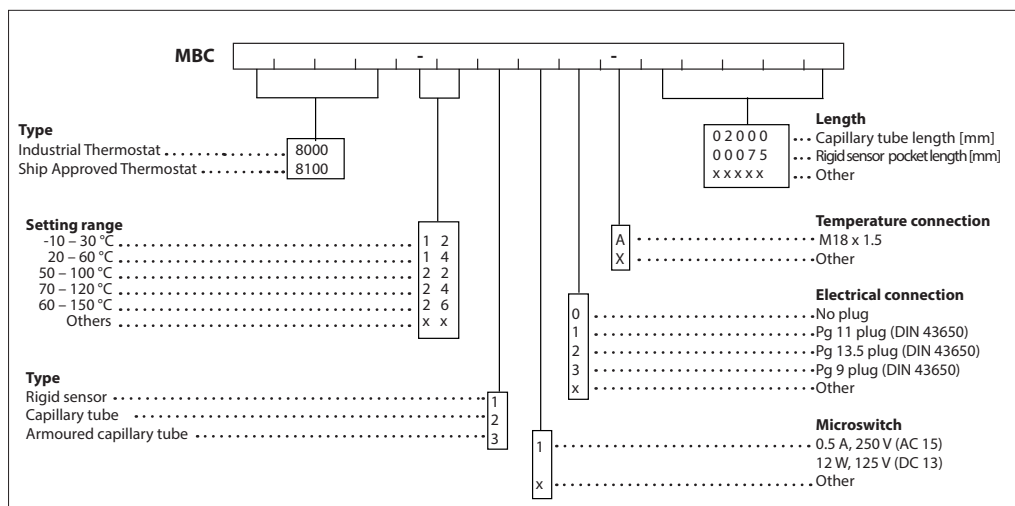 MBC - -
Type
Industrial Thermostat 8000
Ship Approved Thermostat 8100
Setting range
-10 – 30 °C 1 2
20 – 60 °C 1 4
50 – 100 °C 2 2
70 – 120 °C 2 4
60 – 150 °C 2 6
Others x x
Type
Rigid sensor 1
Capillary tube 2
Armoured capillary tube 3
Length
0 2 0 0 0 Capillary tube length [mm]
0 0 0 7 5 Rigid sensor pocket length [mm]
x x x x x Other
Temperature connection
A M18 x 1.5
X Other
Electrical connection
0 No plug
1 Pg 11 plug (DIN 43650)
2 Pg 13.5 plug (DIN 43650)
3 Pg 9 plug (DIN 43650)
x Other
Microswitch
1 0.5 A, 250 V (AC 15)
12 W, 125 V (DC 13)
x Other